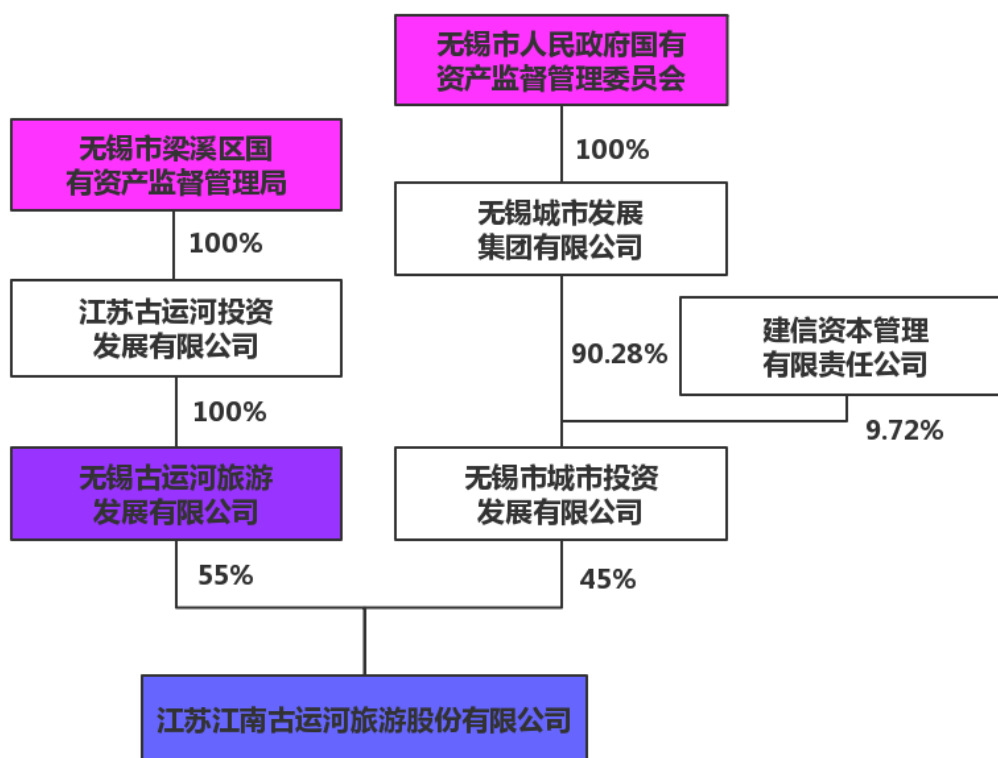 无锡市人民政府国有
资产监督管理委员会
无锡市梁溪区国
有资产监督管理局
100%
无锡城市发展
集团有限公司
100%
江苏古运河投资
发展有限公司
建信资本管理
有限责任公司
90.28%
100%
9.72%
无锡古运河旅游
发展有限公司
无锡市城市投资
发展有限公司
55%
45%
江苏江南古运河旅游股份有限公司